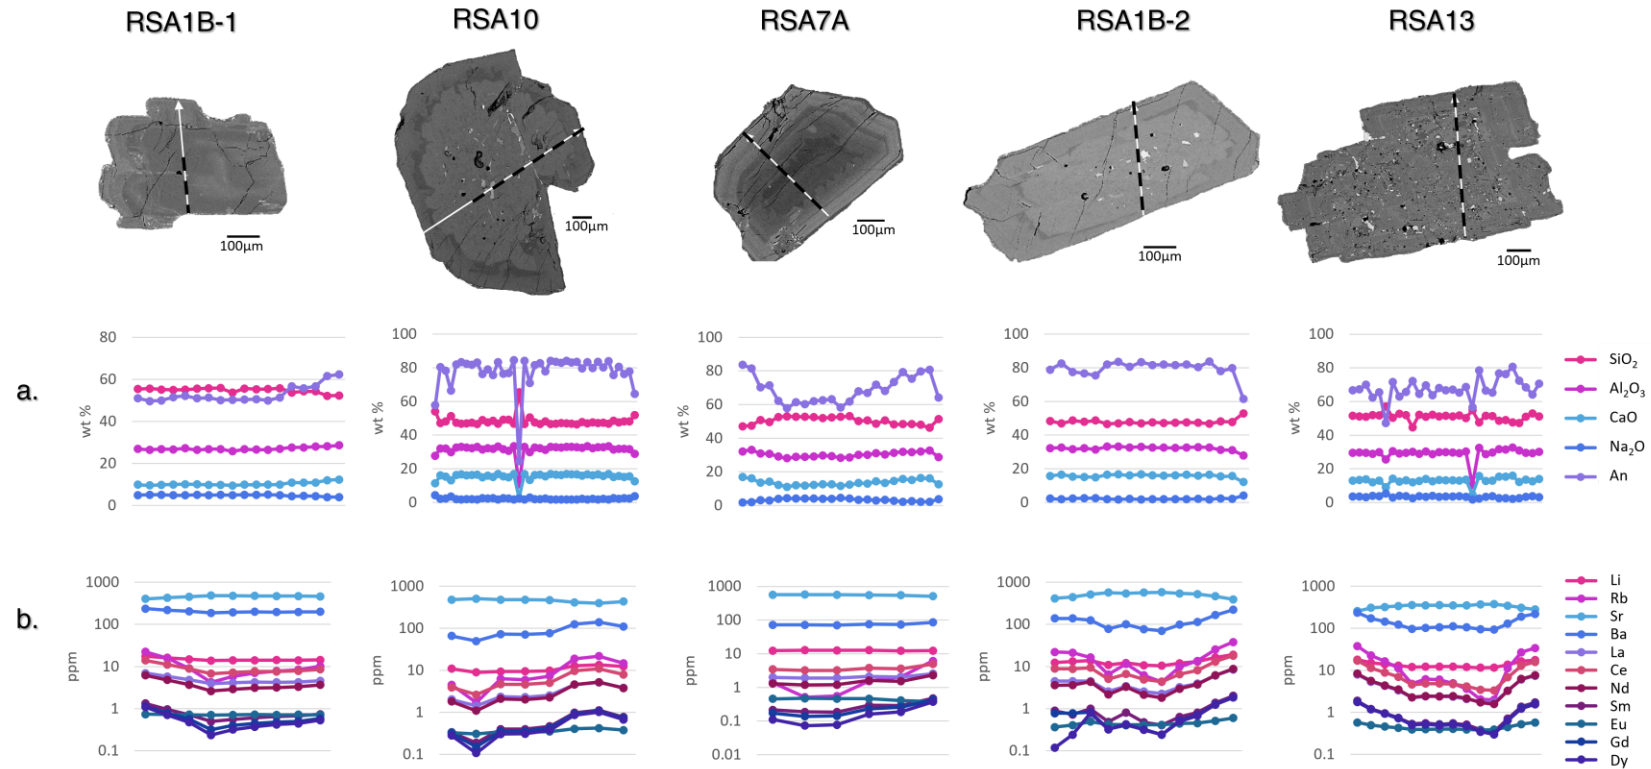 RSA1B-1 RSA10 RSA7A RSA1B-2 RSA13
100µm 100µm 100µm 100µm 100µm
a.
wt %
80
60
40
20
0
wt %
100
80
60
40
20
0
wt %
100
80
60
40
20
0
wt %
100
80
60
40
20
0
wt %
100
80
60
40
20
0
SiO₂
Al₂O₃
CaO
Na₂O
An
b.
ppm
1000
100
10
1
0.1
ppm
1000
100
10
1
0.1
ppm
1000
100
10
1
0.1
0.01
ppm
1000
100
10
1
0.1
ppm
1000
100
10
1
0.1
Li
Rb
Sr
Ba
La
Ce
Nd
Sm
Eu
Gd
Dy